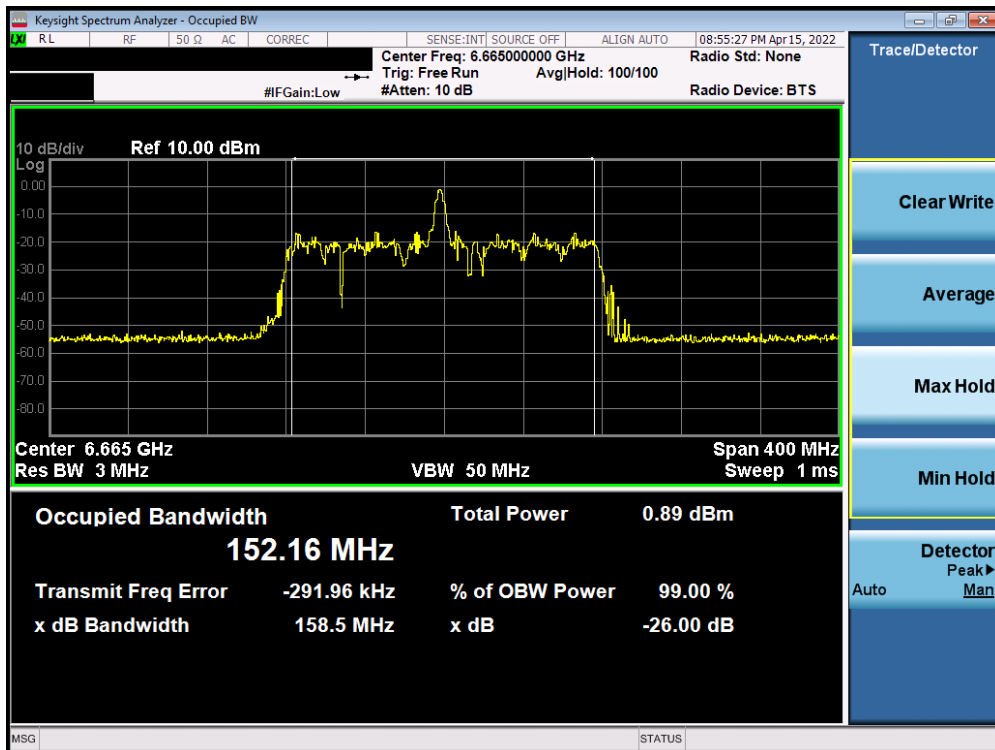 Keysight Spectrum Analyzer - Occupied BW
LXI RL RF 50 Ω AC CORREC SENSE:INT SOURCE OFF ALIGN AUTO 08:55:27 PM Apr 15, 2022
Center Freq: 6.665000000 GHz Radio Std: None
Trig: Free Run Avg|Hold: 100/100
#IFGain:Low #Atten: 10 dB Radio Device: BTS
10 dB/div Ref 10.00 dBm
Log
0.00
-10.0
-20.0
-30.0
-40.0
-50.0
-60.0
-70.0
-80.0
Center 6.665 GHz Span 400 MHz
Res BW 3 MHz VBW 50 MHz Sweep 1 ms
Occupied Bandwidth Total Power 0.89 dBm
152.16 MHz
Transmit Freq Error -291.96 kHz % of OBW Power 99.00 %
x dB Bandwidth 158.5 MHz x dB -26.00 dB
MSG STATUS
Trace/Detector
Clear Write
Average
Max Hold
Min Hold
Detector
Peak▶
Auto Man